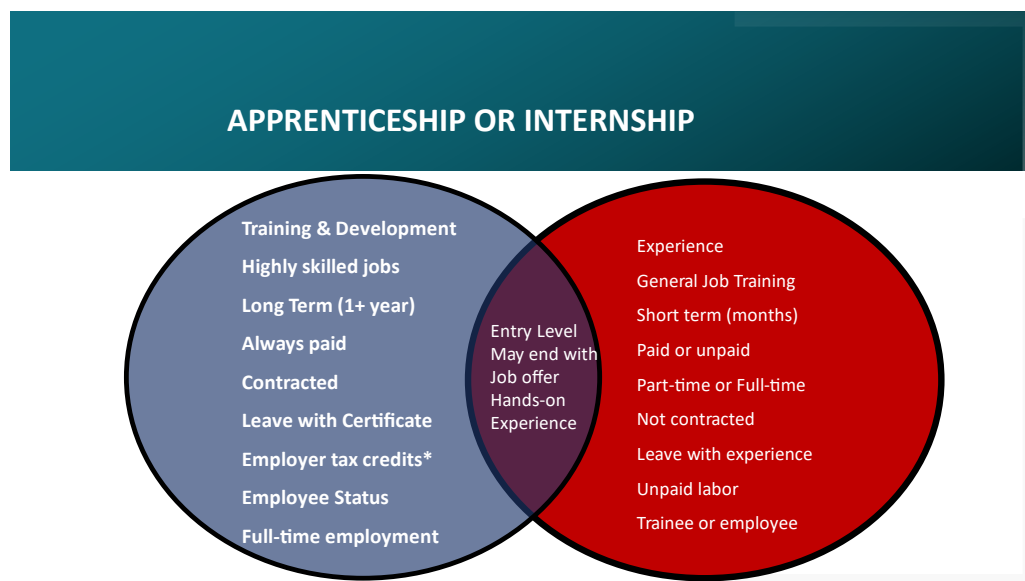 APPRENTICESHIP OR INTERNSHIP
Training & Development
Highly skilled jobs
Long Term (1+ year)
Always paid
Contracted
Leave with Certificate
Employer tax credits*
Employee Status
Full-time employment
Entry Level
May end with
Job offer
Hands-on
Experience
Experience
General Job Training
Short term (months)
Paid or unpaid
Part-time or Full-time
Not contracted
Leave with experience
Unpaid labor
Trainee or employee